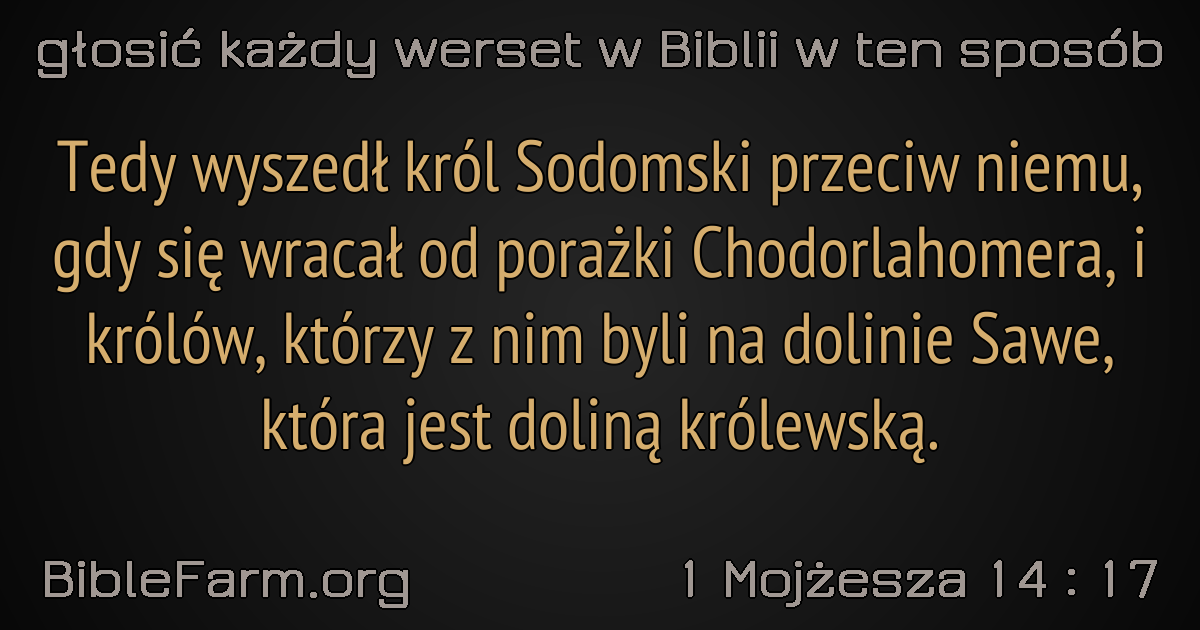 głosić każdy werset w Biblii w ten sposób
Tedy wyszedł król Sodomski przeciw niemu,
gdy się wracał od porażki Chodorlahomera, i
królów, którzy z nim byli na dolinie Sawe,
która jest doliną królewską.
BibleFarm.org
1 Mojżesza 14 : 17